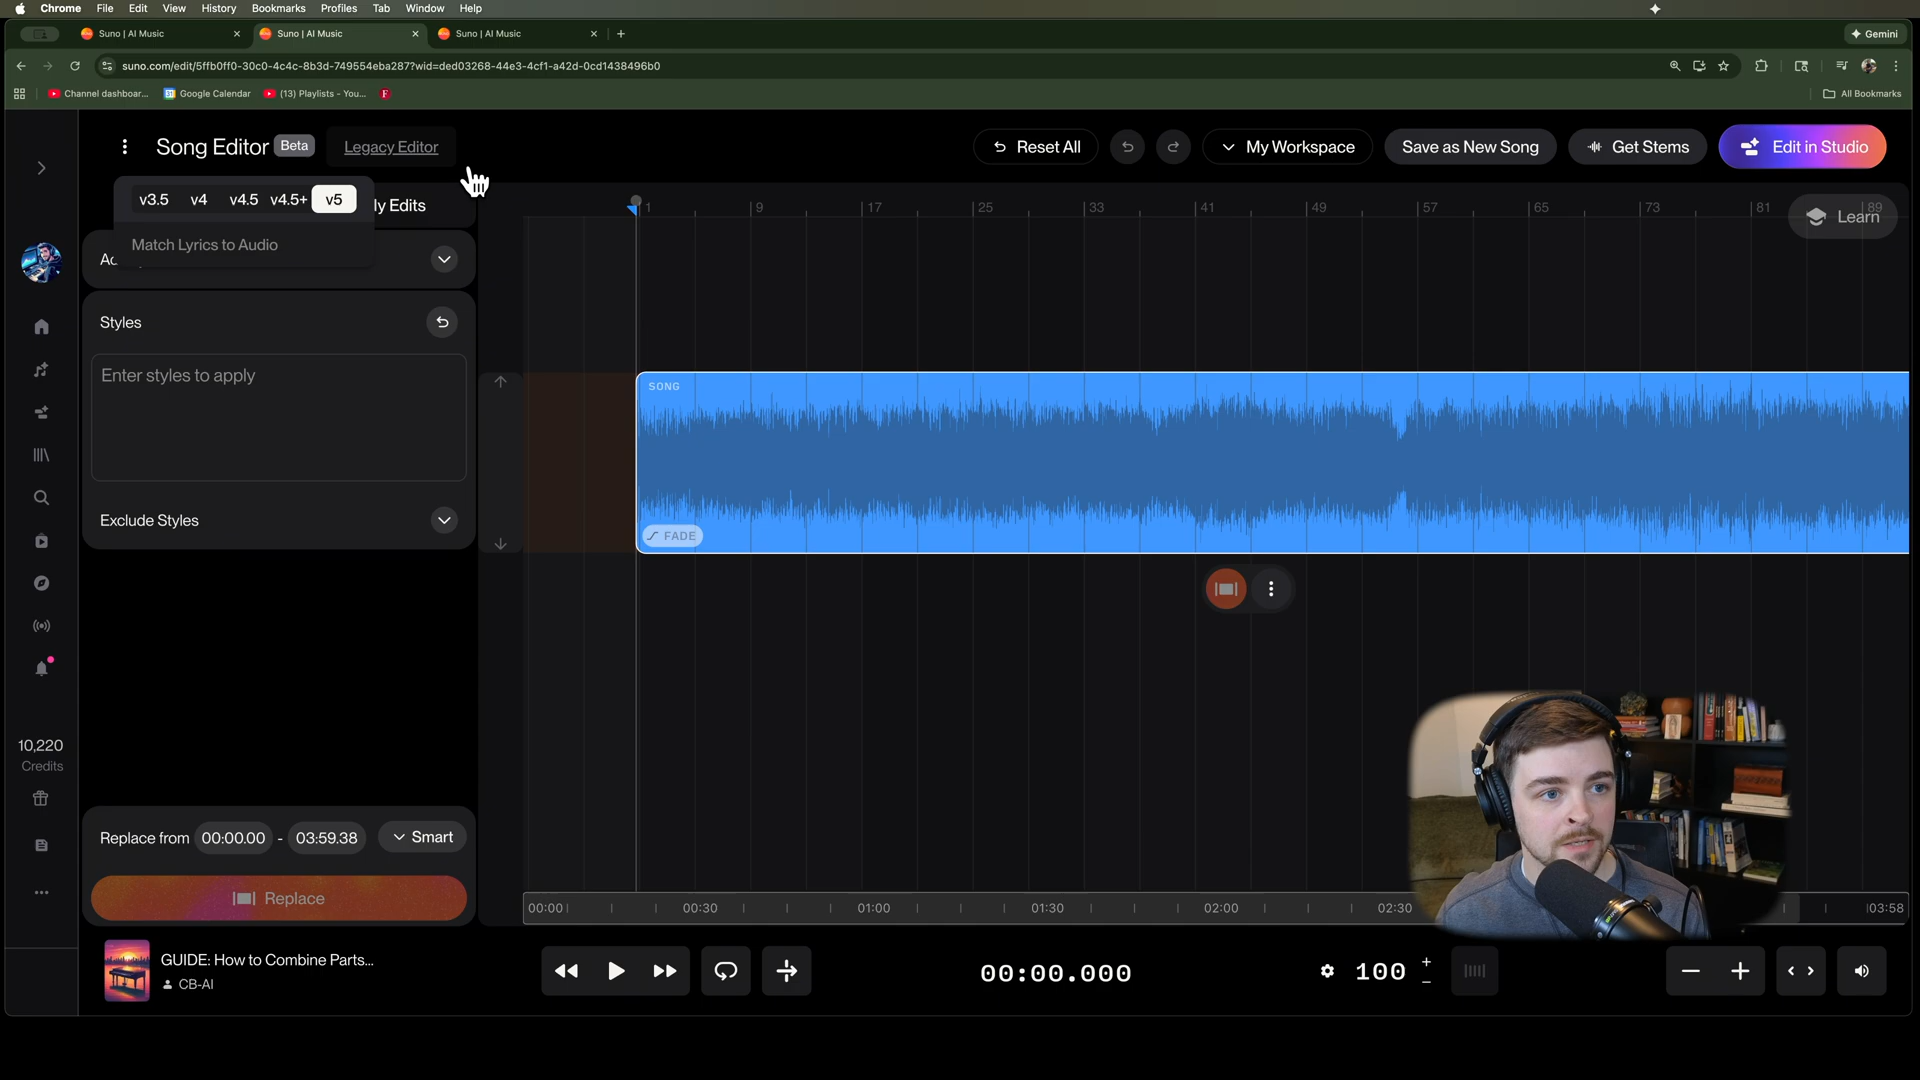 Chrome File Edit View History Bookmarks Profiles Tab Window Help
Suno | AI Music Suno | AI Music Suno | AI Music Gemini
suno.com/edit/5ffb0ff0-30c0-4c4c-8b3d-749554eba287?wid=ded03268-44e3-4cf1-a42d-0cd1438496b0
Channel dashboar... Google Calendar (13) Playlists - You... All Bookmarks
Song Editor Beta Legacy Editor Reset All My Workspace Save as New Song Get Stems Edit in Studio
v3.5 v4 v4.5 v4.5+ v5 ly Edits
1 9 17 25 33 41 49 57 65 73 81 89
Learn
Match Lyrics to Audio
Styles
Enter styles to apply
SONG
Exclude Styles
FADE
10,220
Credits
Replace from 00:00.00 - 03:59.38 Smart
Replace
00:00 00:30 01:00 01:30 02:00 02:30 03:58
GUIDE: How to Combine Parts...
CB-AI
00:00.000 100 + −